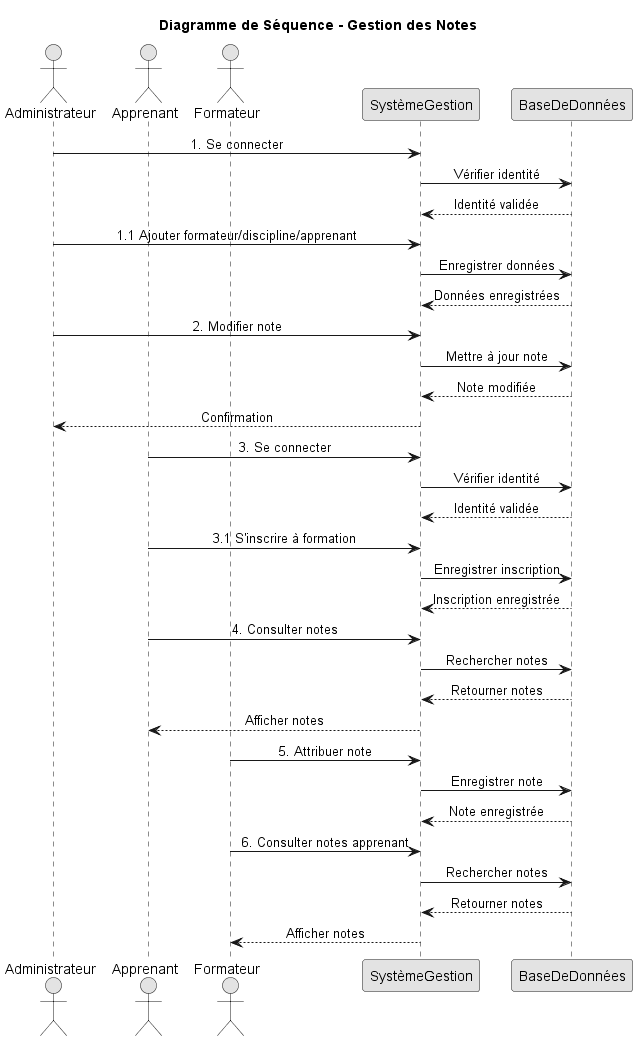 Diagramme de Séquence - Gestion des Notes
Administrateur Apprenant Formateur SystèmeGestion BaseDeDonnées
1. Se connecter
Vérifier identité
Identité validée
1.1 Ajouter formateur/discipline/apprenant
Enregistrer données
Données enregistrées
2. Modifier note
Mettre à jour note
Note modifiée
Confirmation
3. Se connecter
Vérifier identité
Identité validée
3.1 S'inscrire à formation
Enregistrer inscription
Inscription enregistrée
4. Consulter notes
Rechercher notes
Retourner notes
Afficher notes
5. Attribuer note
Enregistrer note
Note enregistrée
6. Consulter notes apprenant
Rechercher notes
Retourner notes
Afficher notes
Administrateur Apprenant Formateur SystèmeGestion BaseDeDonnées